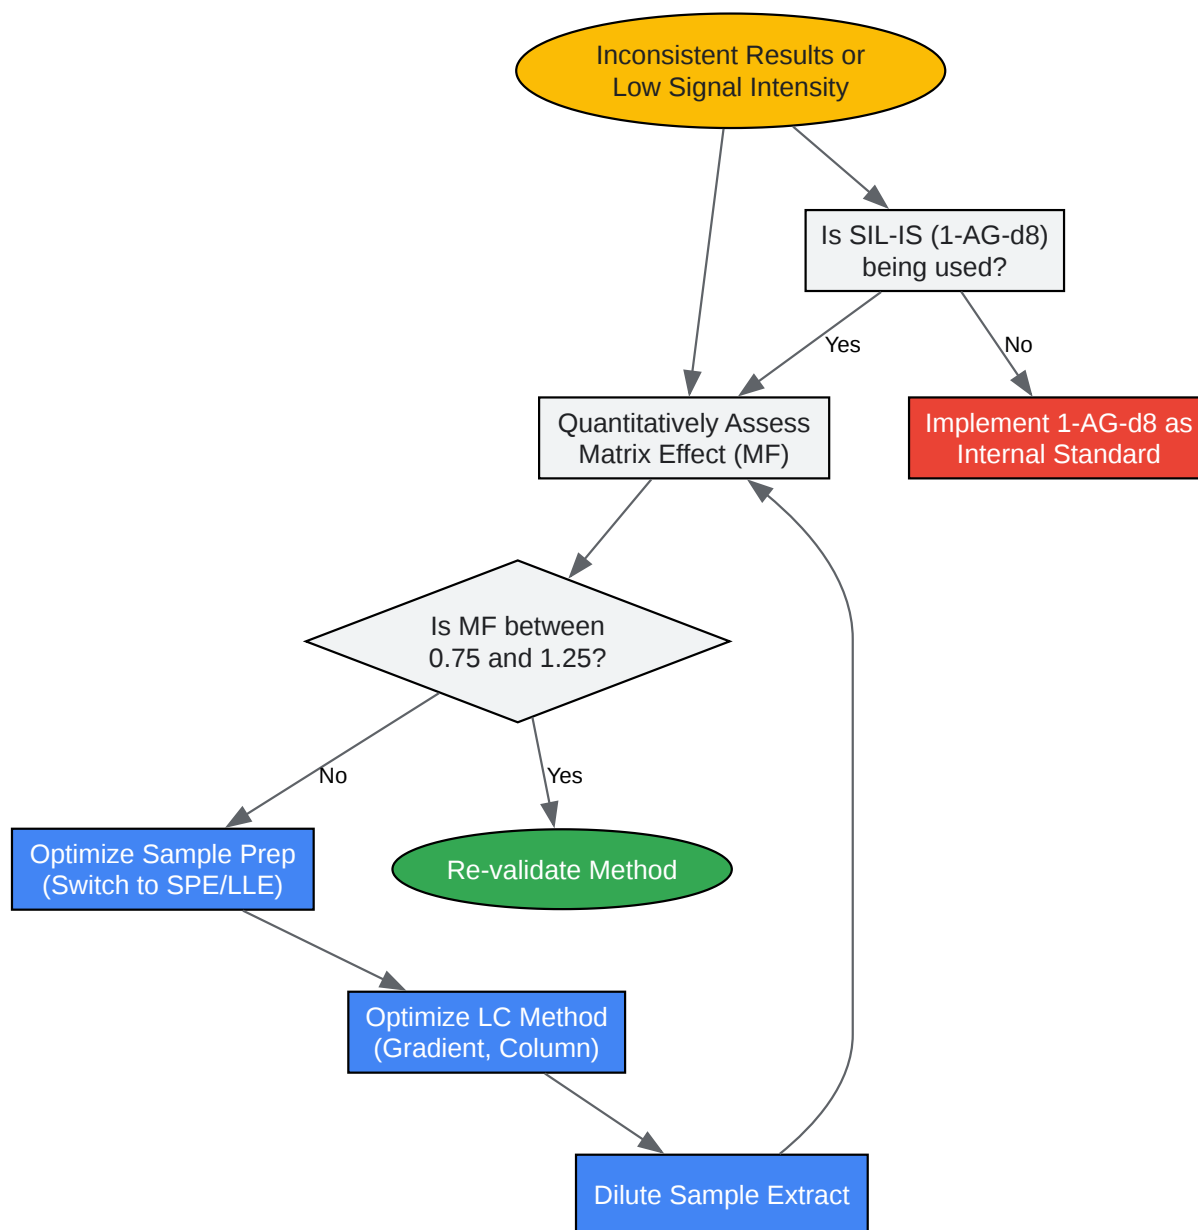 Inconsistent Results or
Low Signal Intensity
Is SIL-IS (1-AG-d8)
being used?
Yes
No
Quantitatively Assess
Matrix Effect (MF)
Implement 1-AG-d8 as
Internal Standard
Is MF between
0.75 and 1.25?
No
Yes
Optimize Sample Prep
(Switch to SPE/LLE)
Re-validate Method
Optimize LC Method
(Gradient, Column)
Dilute Sample Extract